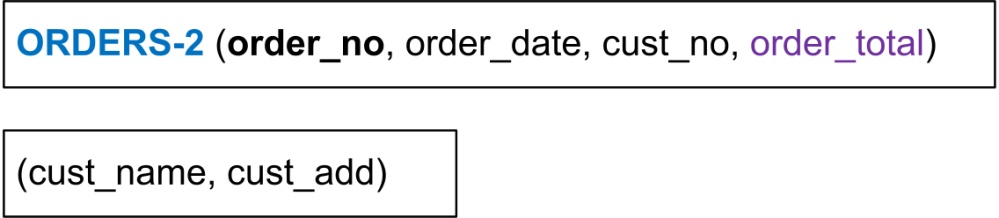 ORDERS-2 (order_no, order_date, cust_no, order_total)
(cust_name, cust_add)